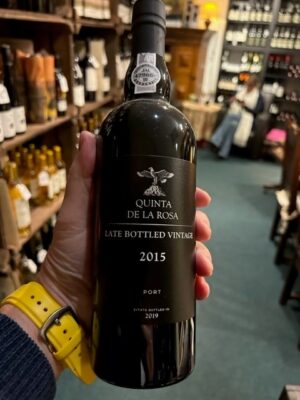 QUINTA
DE LA ROSA
LATE BOTTLED VINTAGE
2015
PORT
ESTATE BOTTLED IN
2019